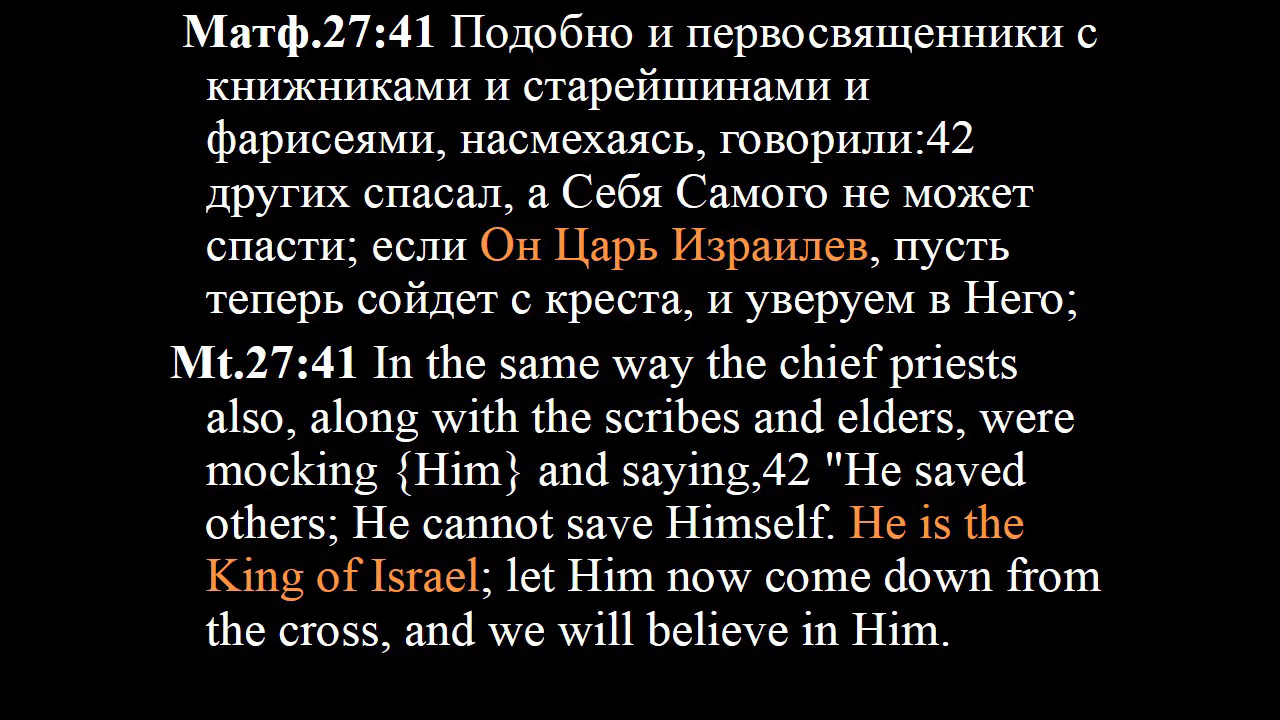 Матф.27:41 Подобно и первосвященники с
книжниками и старейшинами и
фарисеями, насмехаясь, говорили:42
других спасал, а Себя Самого не может
спасти; если Он Царь Израилев, пусть
теперь сойдет с креста, и уверуем в Него;
Mt.27:41 In the same way the chief priests
also, along with the scribes and elders, were
mocking {Him} and saying,42 "He saved
others; He cannot save Himself. He is the
King of Israel; let Him now come down from
the cross, and we will believe in Him.